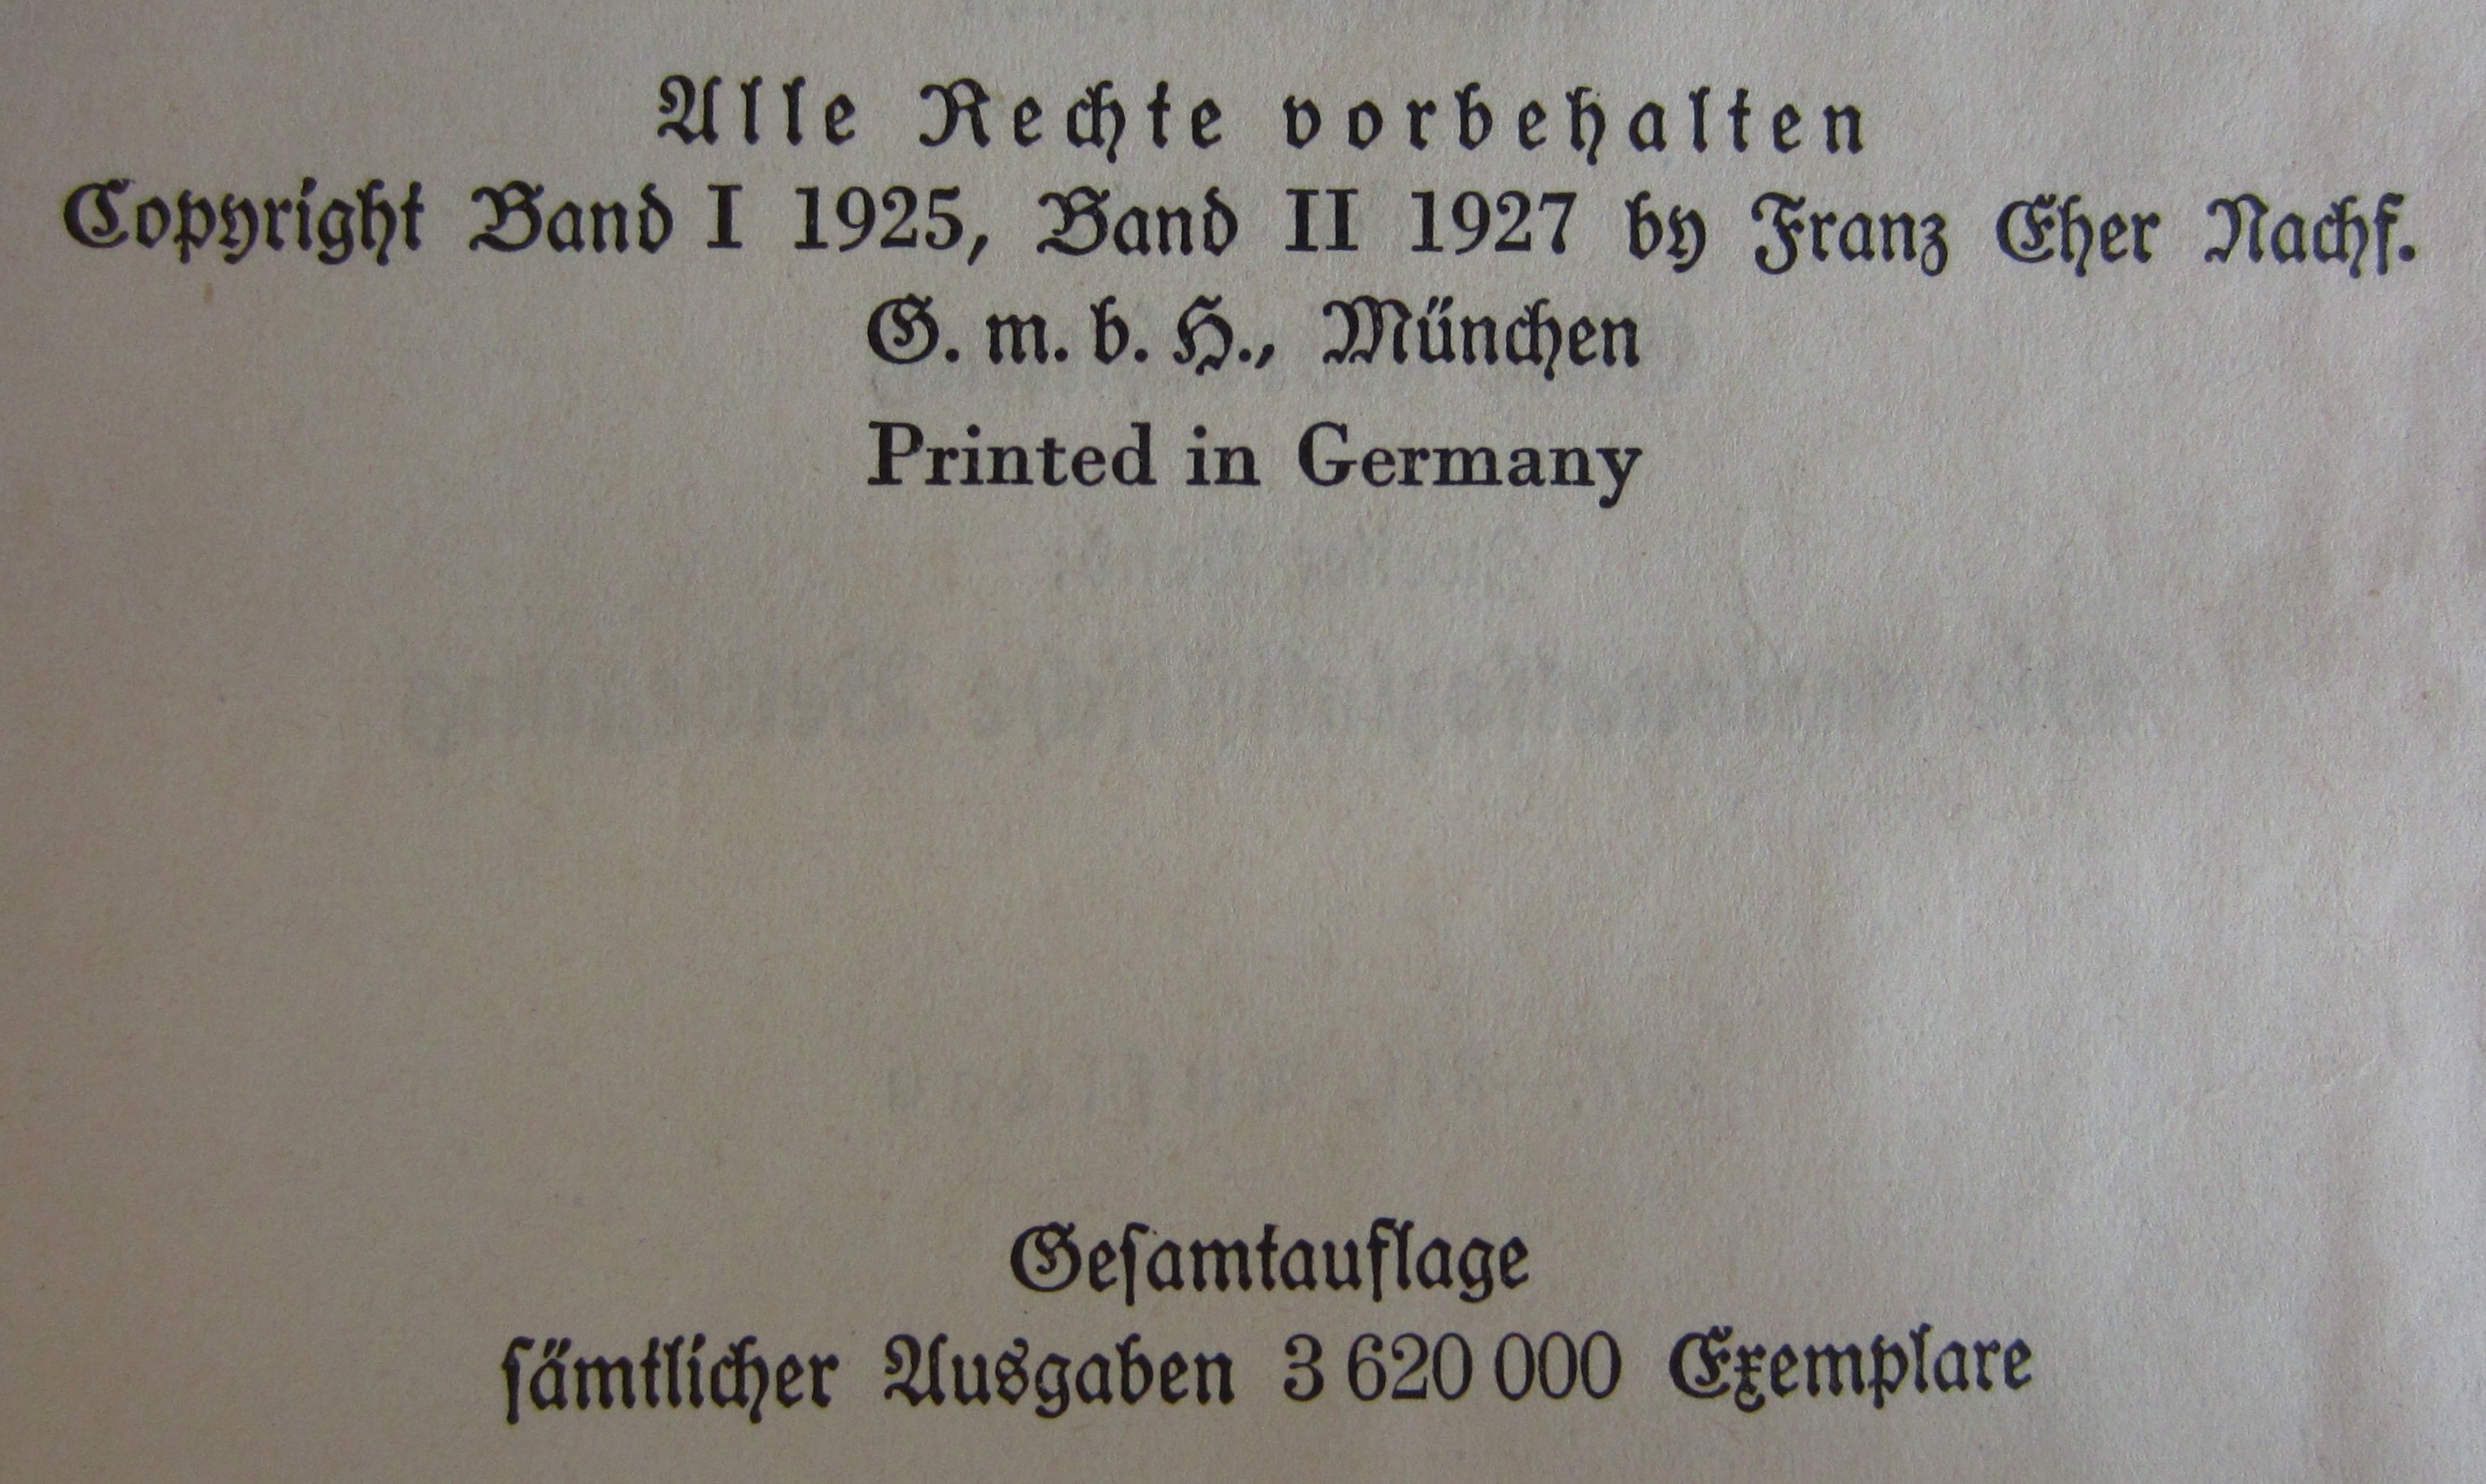 Alle Rechte vorbehalten
Copyright Band I 1925, Band II 1927 by Franz Eher Nachf.
G. m. b. H., München
Printed in Germany
Geſamtauflage
ſämtlicher Ausgaben 3 620 000 Exemplare